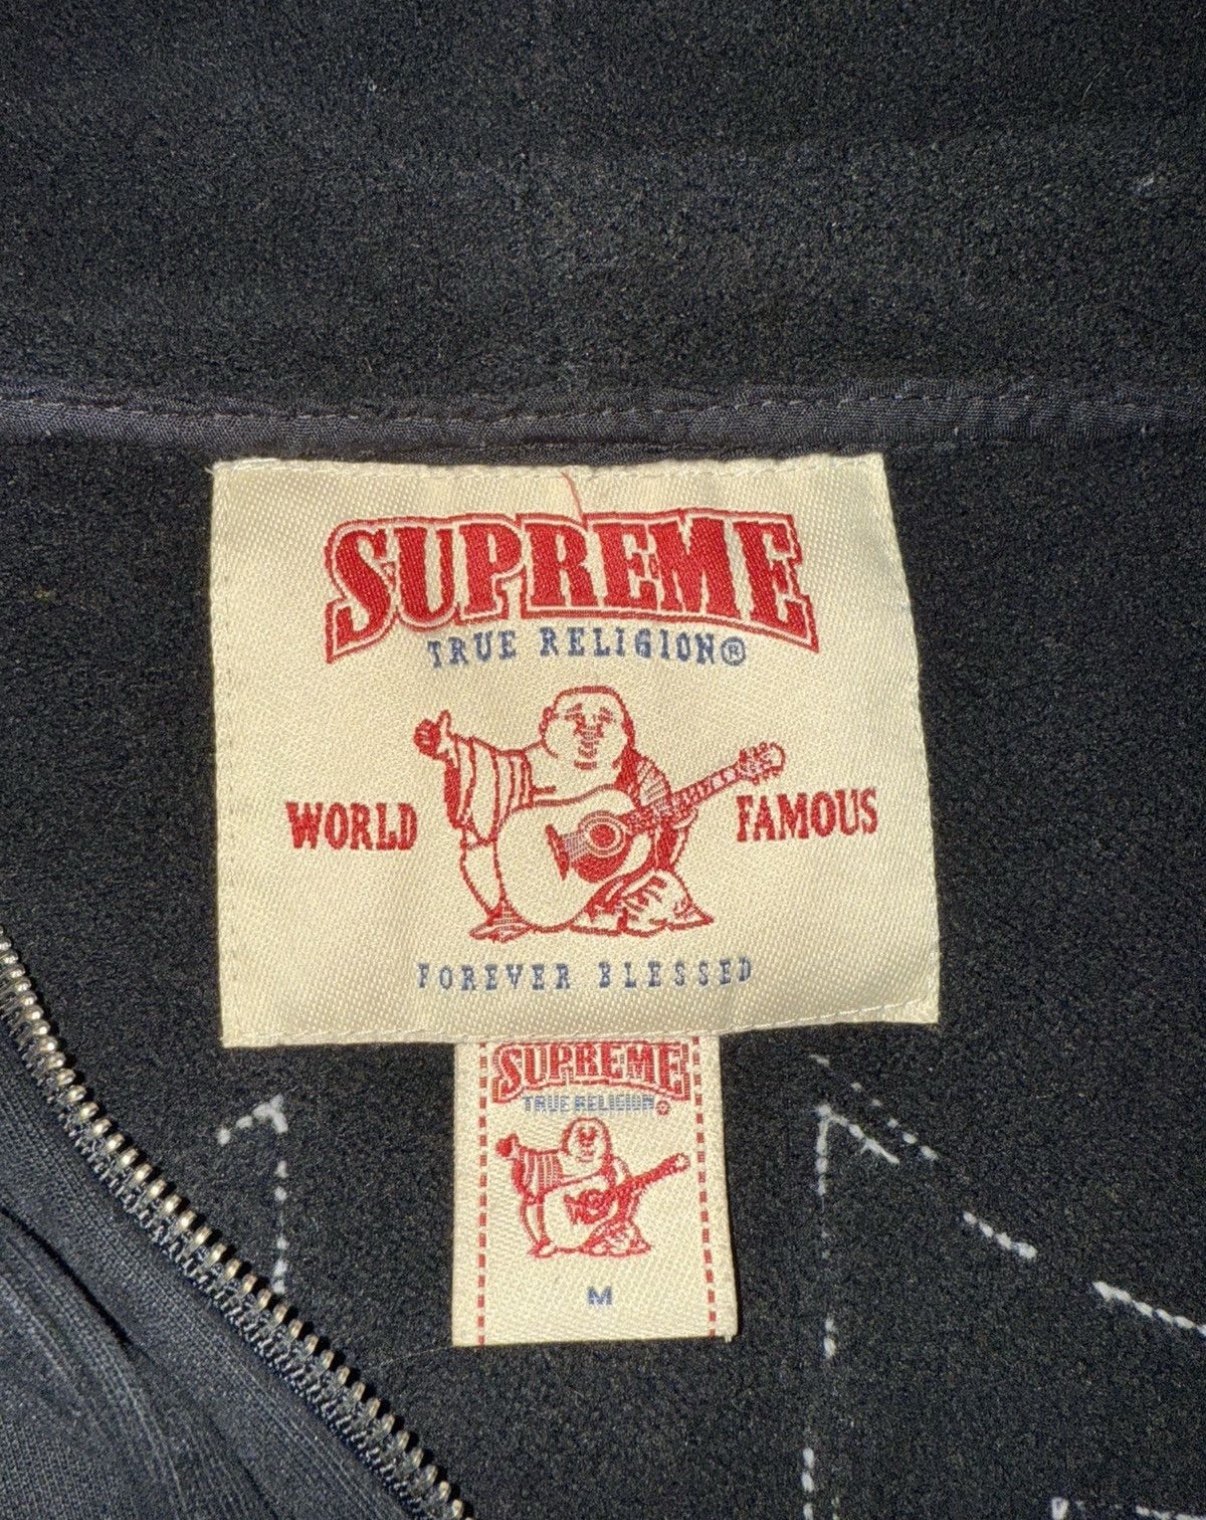 SUPREME
TRUE RELIGION®
WORLD FAMOUS
FOREVER BLESSED
SUPREME
TRUE RELIGION®
M